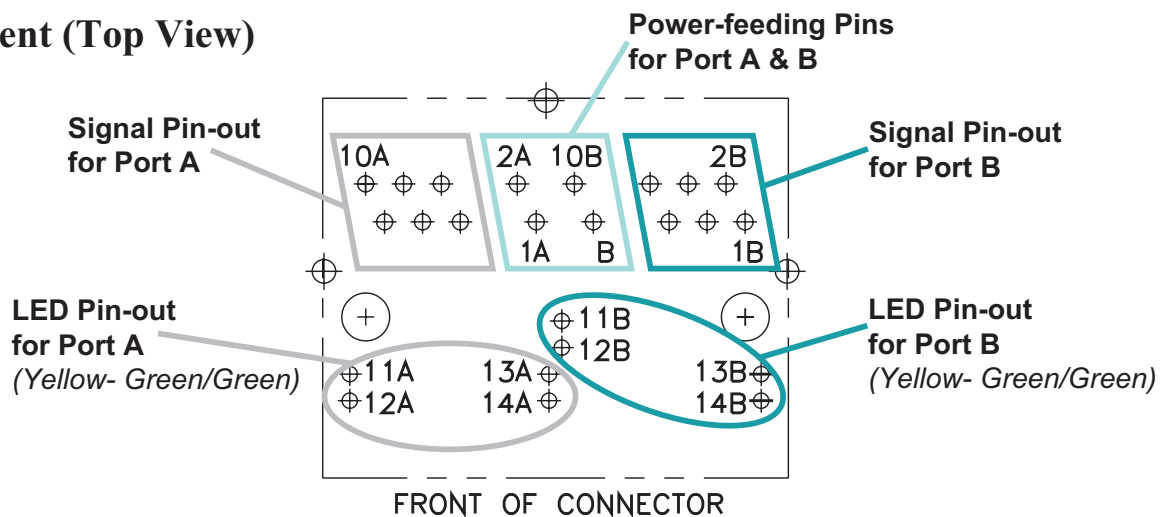 ent (Top View)
Power-feeding Pins
for Port A & B
Signal Pin-out
for Port A
Signal Pin-out
for Port B
10A
2A 10B
2B
1A B
1B
LED Pin-out
for Port A
(Yellow- Green/Green)
LED Pin-out
for Port B
(Yellow- Green/Green)
11B
12B
11A 13A
12A 14A
13B
14B
FRONT OF CONNECTOR